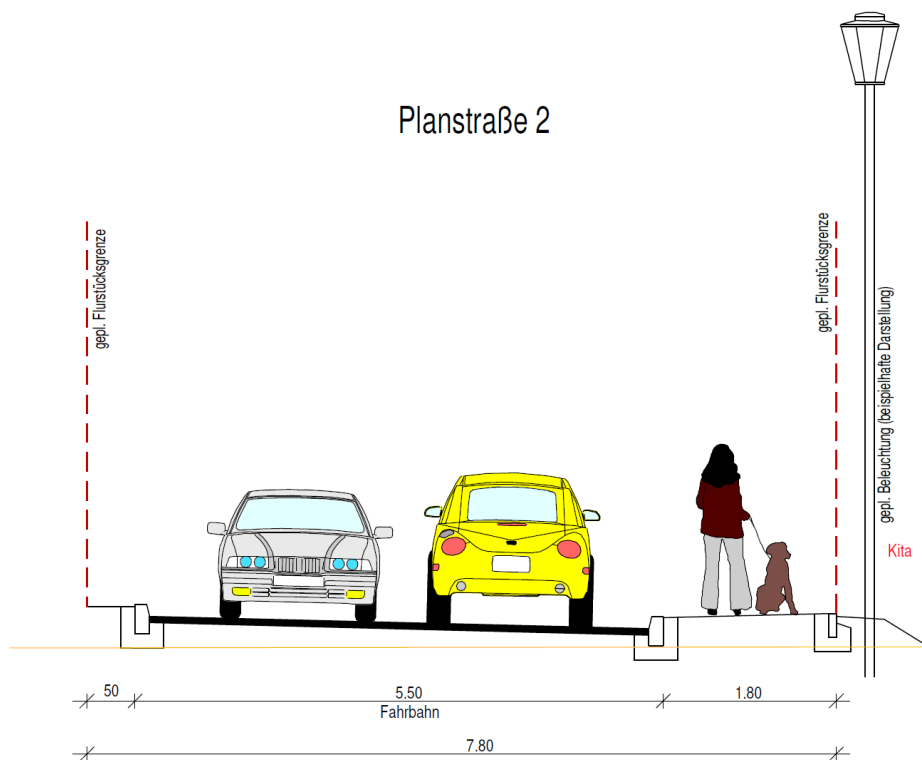 Planstraße 2
gepl. Flurstücksgrenze
gepl. Flurstücksgrenze
gepl. Beleuchtung (beispielhafte Darstellung)
Kita
50
5.50
1.80
Fahrbahn
7.80